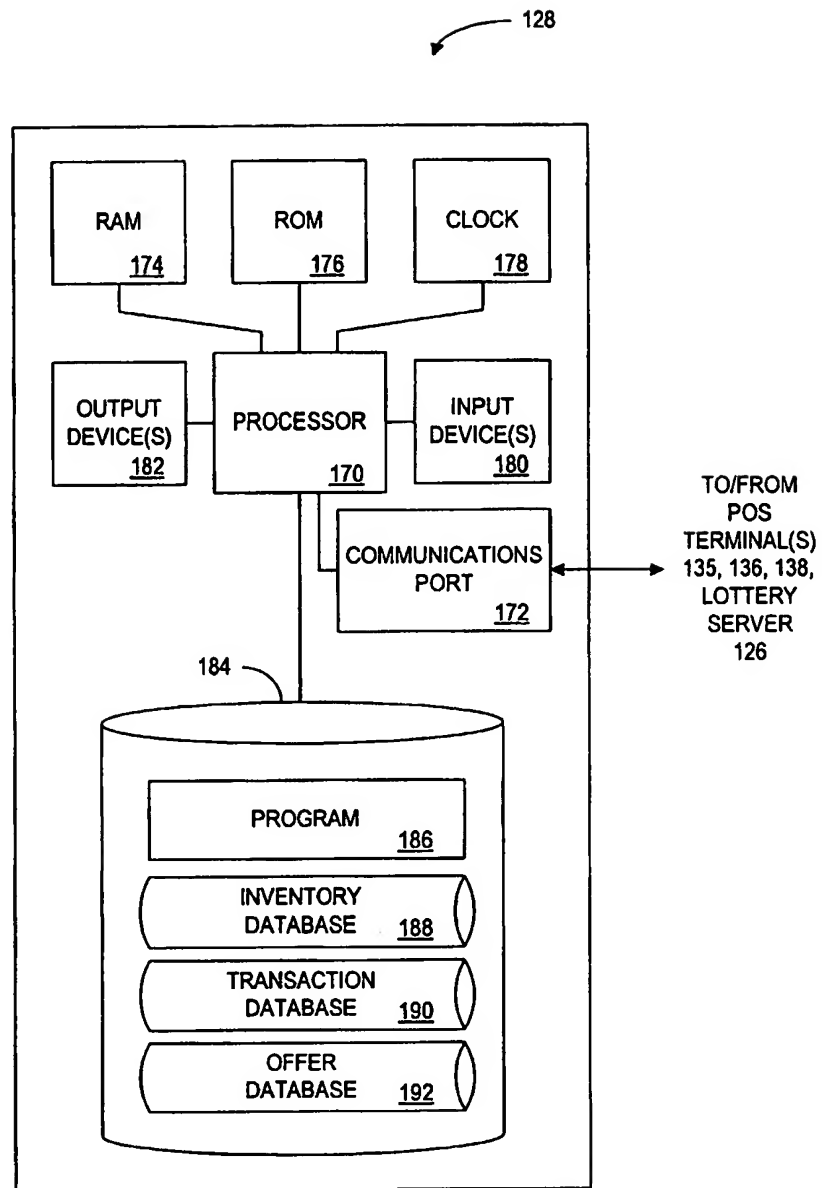 128
RAM
174
ROM
176
CLOCK
178
OUTPUT
DEVICE(S)
182
PROCESSOR
170
INPUT
DEVICE(S)
180
COMMUNICATIONS
PORT
172
TO/FROM
POS
TERMINAL(S)
135, 136, 138,
LOTTERY
SERVER
126
184
PROGRAM
186
INVENTORY
DATABASE
188
TRANSACTION
DATABASE
190
OFFER
DATABASE
192